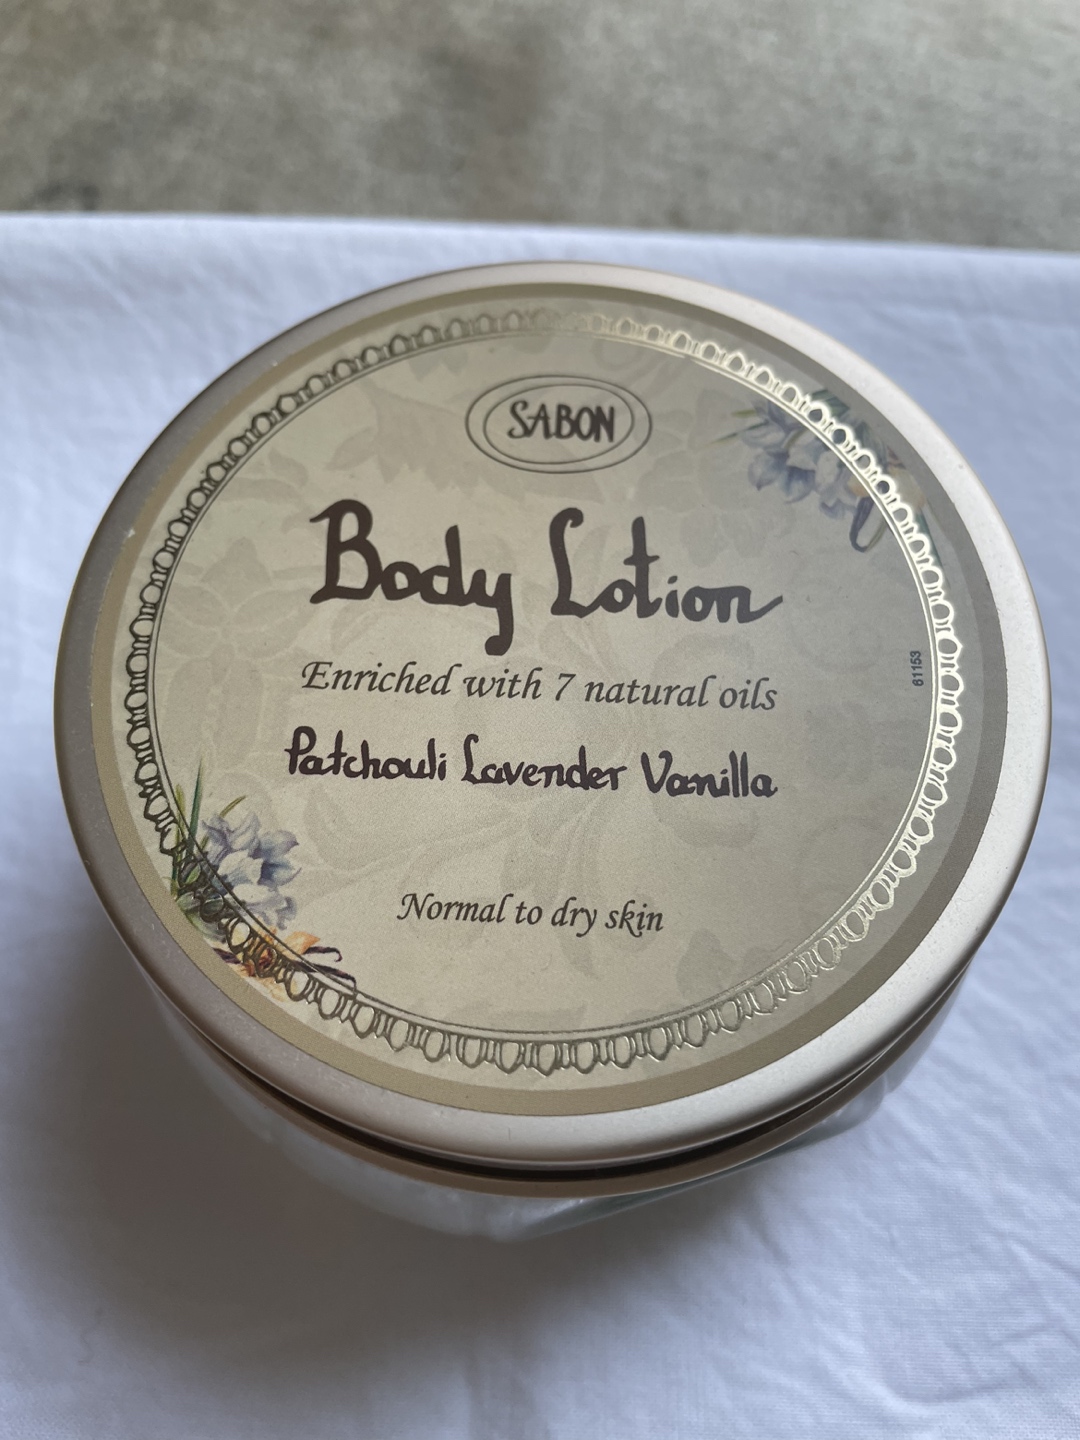 SABON
Body Lotion
Enriched with 7 natural oils
Patchouli Lavender Vanilla
Normal to dry skin
61153